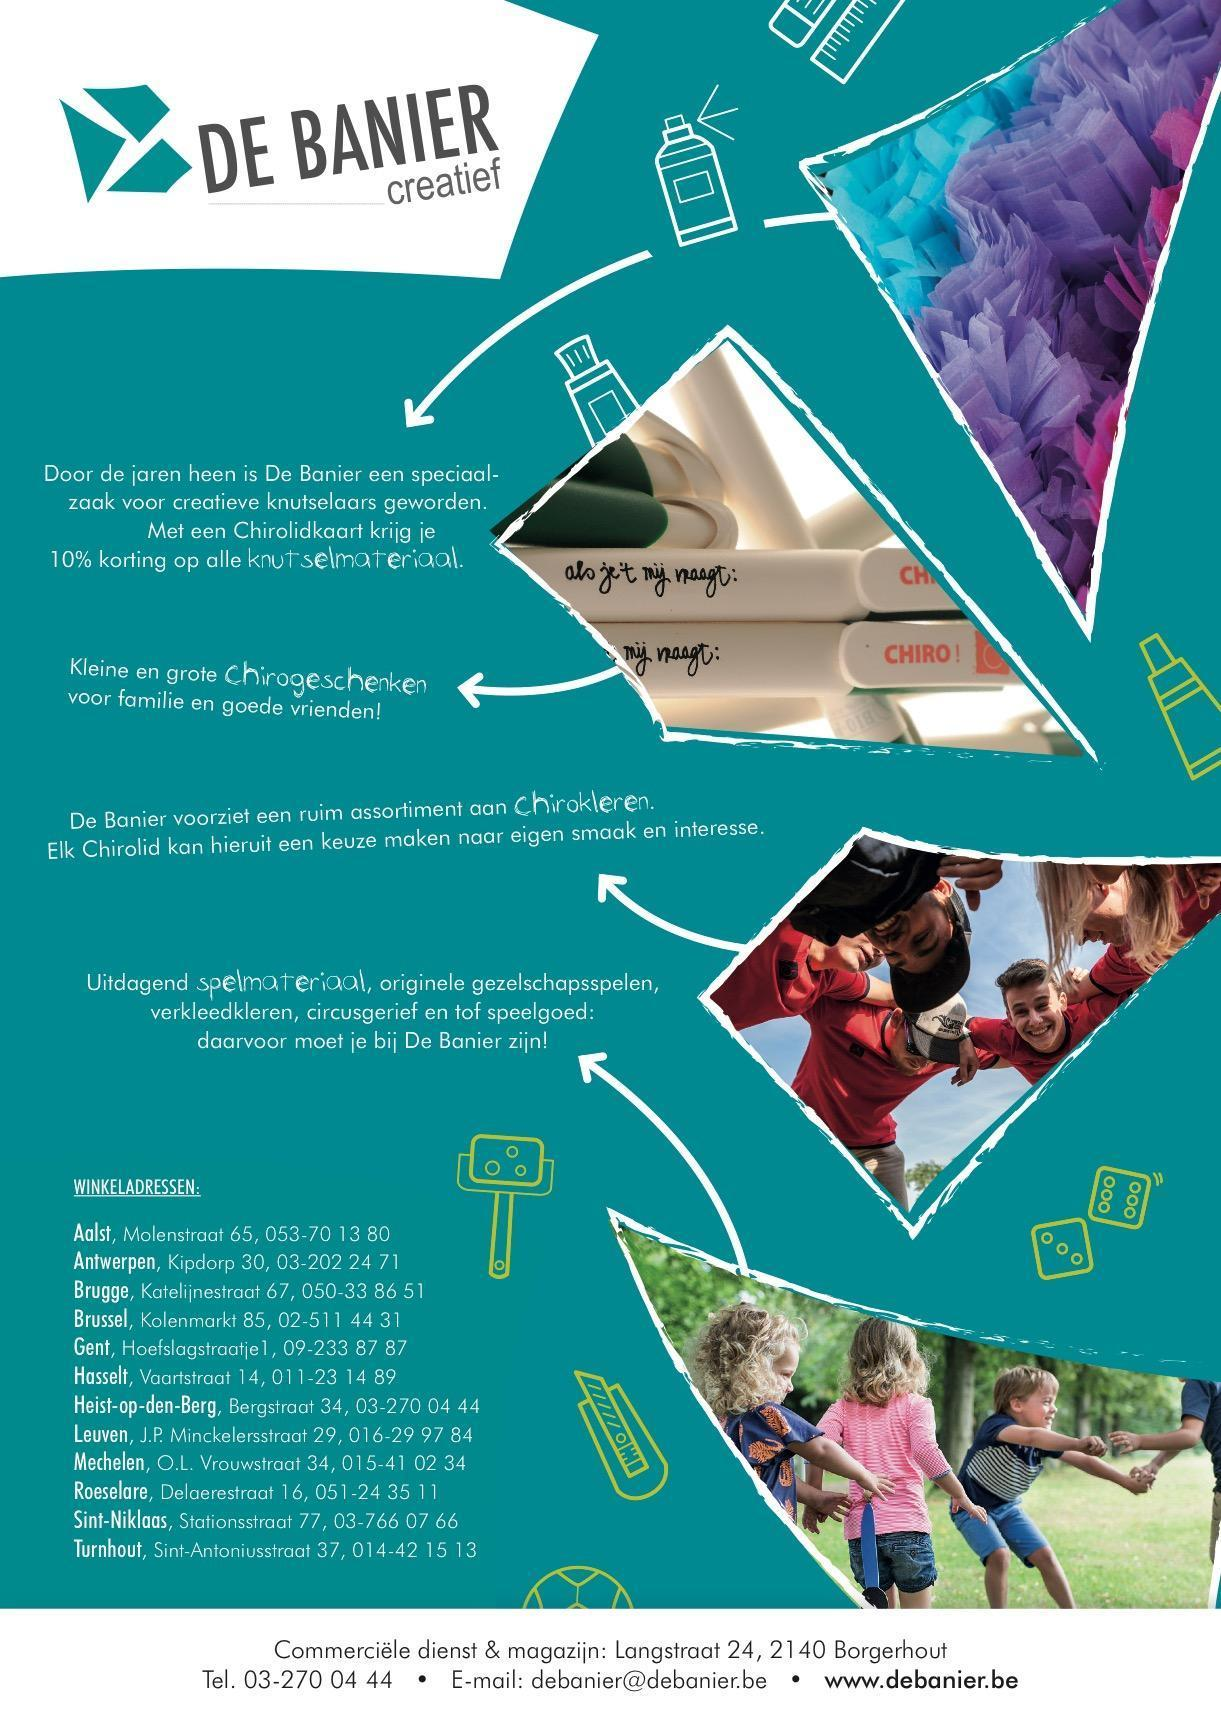 DE BANIER
creatief
Door de jaren heen is De Banier een speciaal-
zaak voor creatieve knutselaars geworden.
Met een Chirolidkaart krijg je
10% korting op alle knutselmateriaal.
als je 't mij vraagt:
CHI
mij vraagt:
CHIRO!
Kleine en grote Chirogeschenken
voor familie en goede vrienden!
De Banier voorziet een ruim assortiment aan Chirokleren.
Elk Chirolid kan hieruit een keuze maken naar eigen smaak en interesse.
Uitdagend spelmateriaal, originele gezelschapsspelen,
verkleedkleren, circusgerief en tof speelgoed:
daarvoor moet je bij De Banier zijn!
WINKELADRESSEN:
Aalst, Molenstraat 65, 053-70 13 80
Antwerpen, Kipdorp 30, 03-202 24 71
Brugge, Katelijnestraat 67, 050-33 86 51
Brussel, Kolenmarkt 85, 02-511 44 31
Gent, Hoefslagstraatje1, 09-233 87 87
Hasselt, Vaartstraat 14, 011-23 14 89
Heist-op-den-Berg, Bergstraat 34, 03-270 04 44
Leuven, J.P. Minckelersstraat 29, 016-29 97 84
Mechelen, O.L. Vrouwstraat 34, 015-41 02 34
Roeselare, Delaerestraat 16, 051-24 35 11
Sint-Niklaas, Stationsstraat 77, 03-766 07 66
Turnhout, Sint-Antoniusstraat 37, 014-42 15 13
Commerciële dienst & magazijn: Langstraat 24, 2140 Borgerhout
Tel. 03-270 04 44 • E-mail: debanier@debanier.be • www.debanier.be